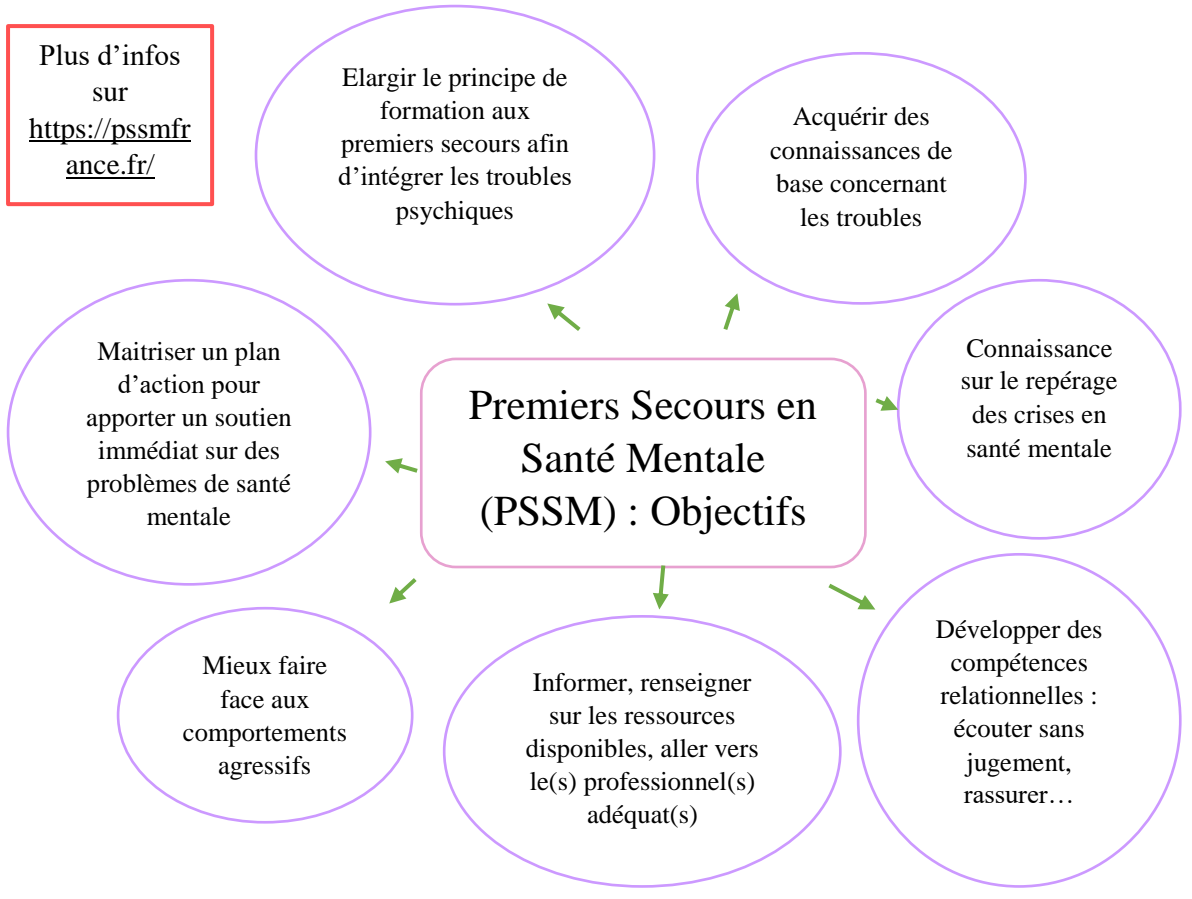 Plus d’infos
sur
https://pssmfr
ance.fr/
Elargir le principe de
formation aux
premiers secours afin
d’intégrer les troubles
psychiques
Acquérir des
connaissances de
base concernant
les troubles
Maitriser un plan
d’action pour
apporter un soutien
immédiat sur des
problèmes de santé
mentale
Premiers Secours en
Santé Mentale
(PSSM) : Objectifs
Connaissance
sur le repérage
des crises en
santé mentale
Mieux faire
face aux
comportements
agressifs
Informer, renseigner
sur les ressources
disponibles, aller vers
le(s) professionnel(s)
adéquat(s)
Développer des
compétences
relationnelles :
écouter sans
jugement,
rassurer…